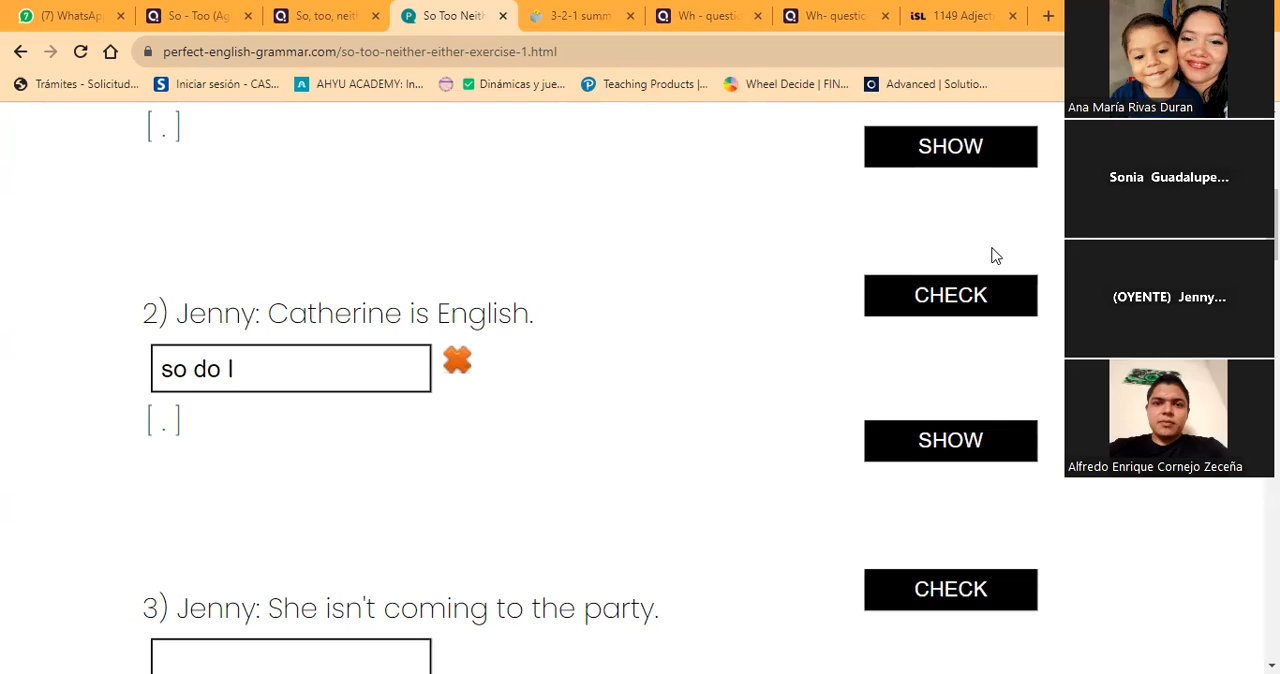 (7) WhatsAp
So - Too (Ag
So, too, neit
So Too Neith
3-2-1 summ
Wh - questi
Wh- questic
iSL 1149 Adject
perfect-english-grammar.com/so-too-neither-either-exercise-1.html
Trámites - Solicitud...
Iniciar sesión - CAS...
AHYU ACADEMY: In...
Dinámicas y jue...
Teaching Products |...
Wheel Decide | FIN...
Advanced | Solutio...
[ . ]
SHOW
CHECK
2) Jenny: Catherine is English.
so do I
[ . ]
SHOW
CHECK
3) Jenny: She isn't coming to the party.
Ana María Rivas Duran
Sonia Guadalupe...
(OYENTE) Jenny...
Alfredo Enrique Cornejo Zeceña